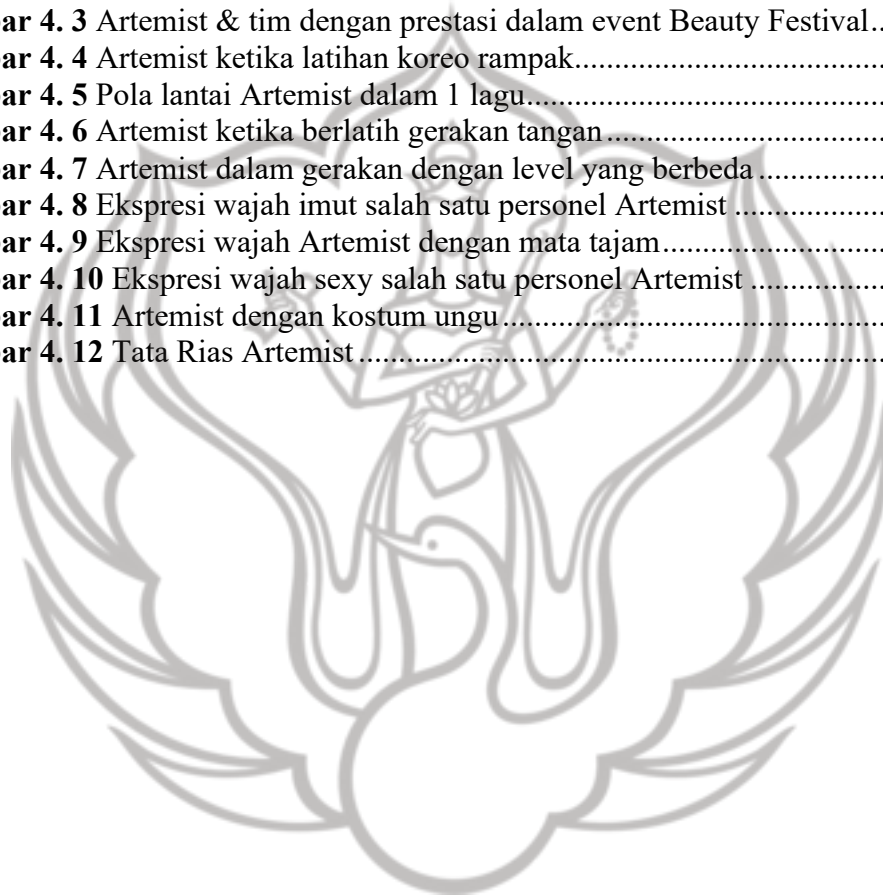 ar 4. 3 Artemist & tim dengan prestasi dalam event Beauty Festival..
ar 4. 4 Artemist ketika latihan koreo rampak.......................................
ar 4. 5 Pola lantai Artemist dalam 1 lagu.............................................
ar 4. 6 Artemist ketika berlatih gerakan tangan...................................
ar 4. 7 Artemist dalam gerakan dengan level yang berbeda................
ar 4. 8 Ekspresi wajah imut salah satu personel Artemist...................
ar 4. 9 Ekspresi wajah Artemist dengan mata tajam............................
ar 4. 10 Ekspresi wajah sexy salah satu personel Artemist.................
ar 4. 11 Artemist dengan kostum ungu................................................
ar 4. 12 Tata Rias Artemist..................................................................